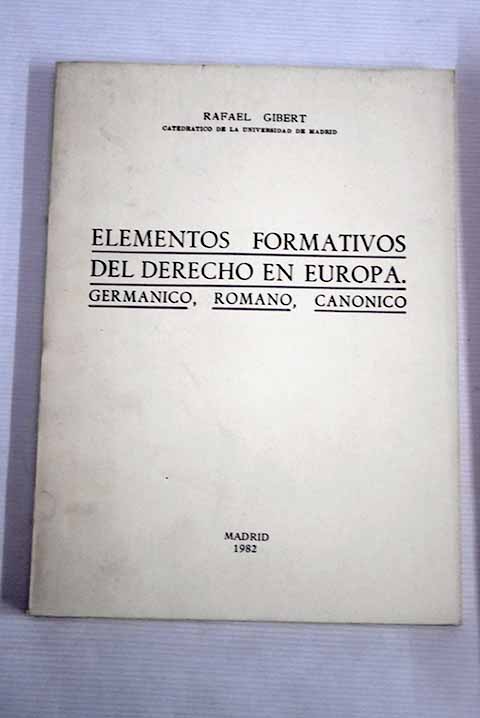 RAFAEL GIBERT
CATEDRATICO DE LA UNIVERSIDAD DE MADRID
ELEMENTOS FORMATIVOS
DEL DERECHO EN EUROPA.
GERMANICO, ROMANO, CANONICO
MADRID
1982